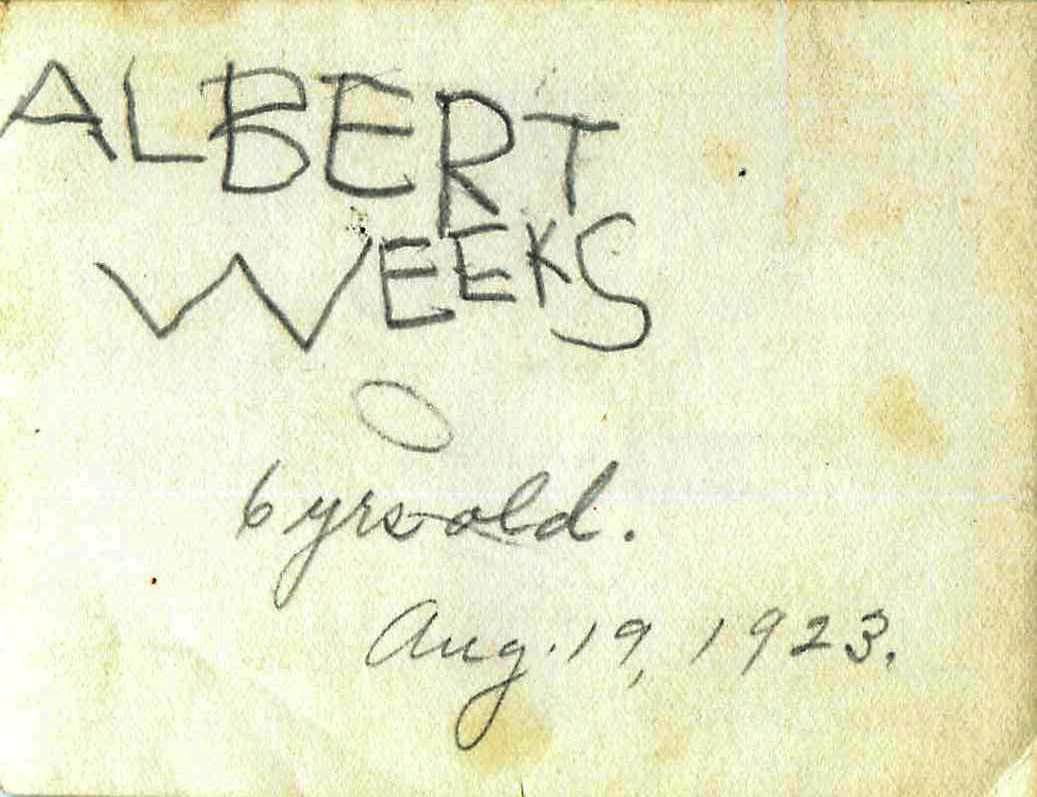 ALBERT
WEEKS
6 yrs old.
Aug. 19, 1923.